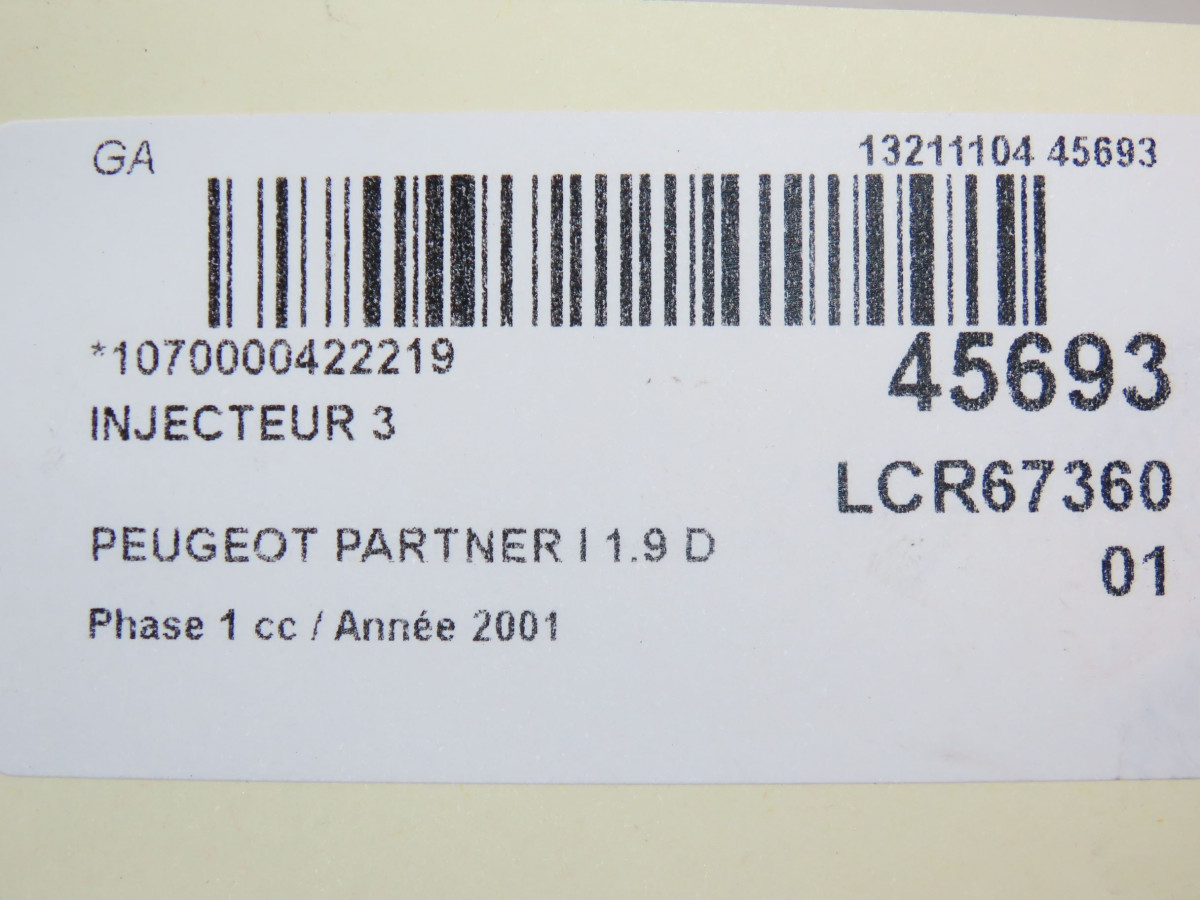 GA 13211104 45693
*1070000422219 45693
INJECTEUR 3
LCR67360
PEUGEOT PARTNER I 1.9 D
01
Phase 1 cc / Année 2001